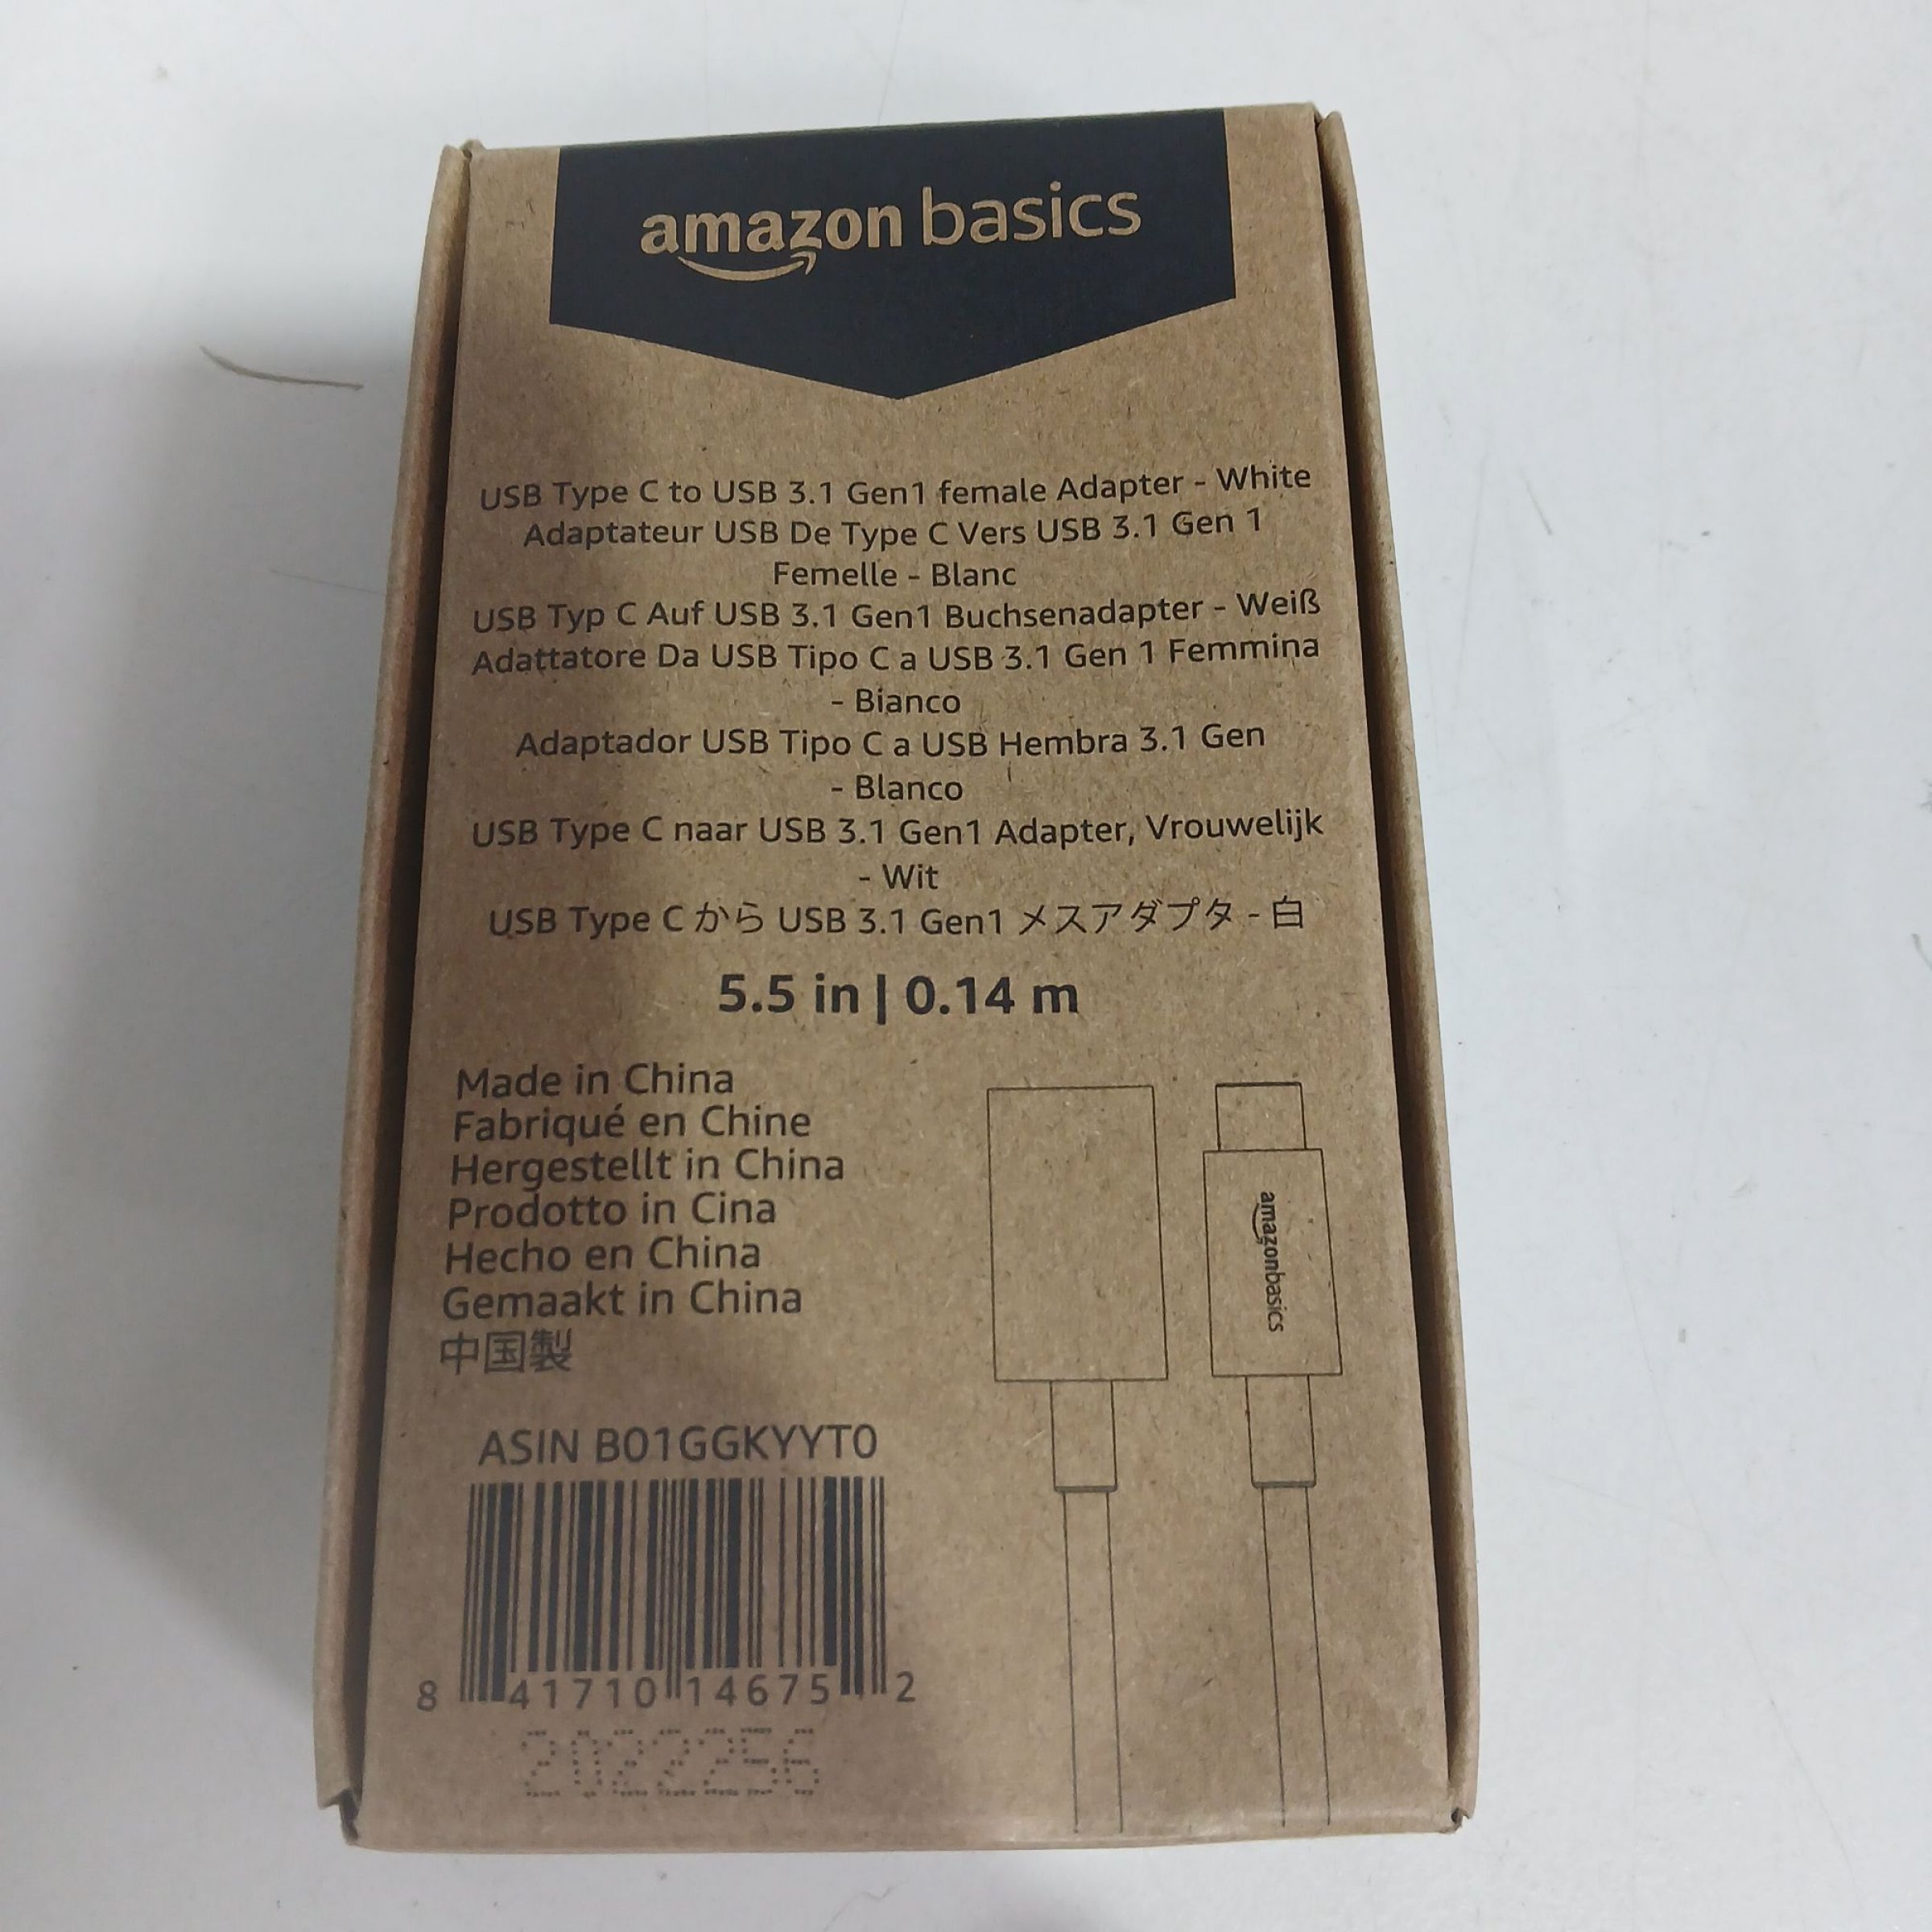 amazon basics
USB Type C to USB 3.1 Gen1 female Adapter - White
Adaptateur USB De Type C Vers USB 3.1 Gen 1
Femelle - Blanc
USB Typ C Auf USB 3.1 Gen1 Buchsenadapter - Weiß
Adattatore Da USB Tipo C a USB 3.1 Gen 1 Femmina
- Bianco
Adaptador USB Tipo C a USB Hembra 3.1 Gen
- Blanco
USB Type C naar USB 3.1 Gen1 Adapter, Vrouwelijk
- Wit
USB Type C から USB 3.1 Gen1 メスアダプタ - 白
5.5 in | 0.14 m
Made in China
Fabriqué en Chine
Hergestellt in China
Prodotto in Cina
Hecho en China
Gemaakt in China
中国製
amazonbasics
ASIN B01GGKYYT0
8 41710 14675 2
2022256